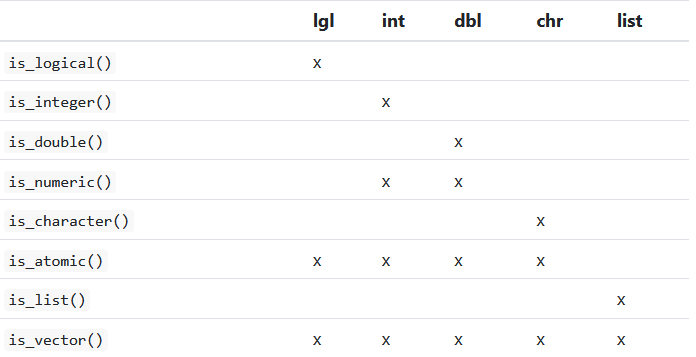 lgl int dbl chr list
is_logical() x
is_integer() x
is_double() x
is_numeric() x x
is_character() x
is_atomic() x x x x
is_list() x
is_vector() x x x x x